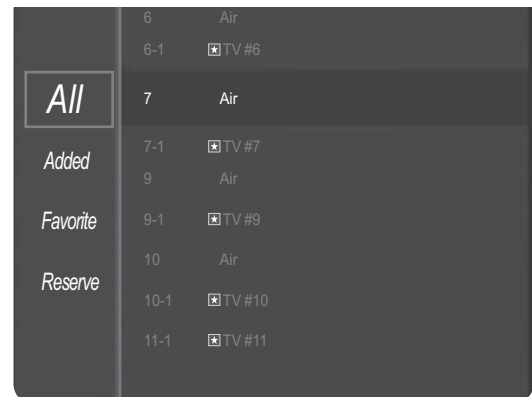 6 Air
6-1 TV #6
All
7 Air
7-1 TV #7
Added
9 Air
Favorite
9-1 TV #9
10 Air
Reserve
10-1 TV #10
11-1 TV #11